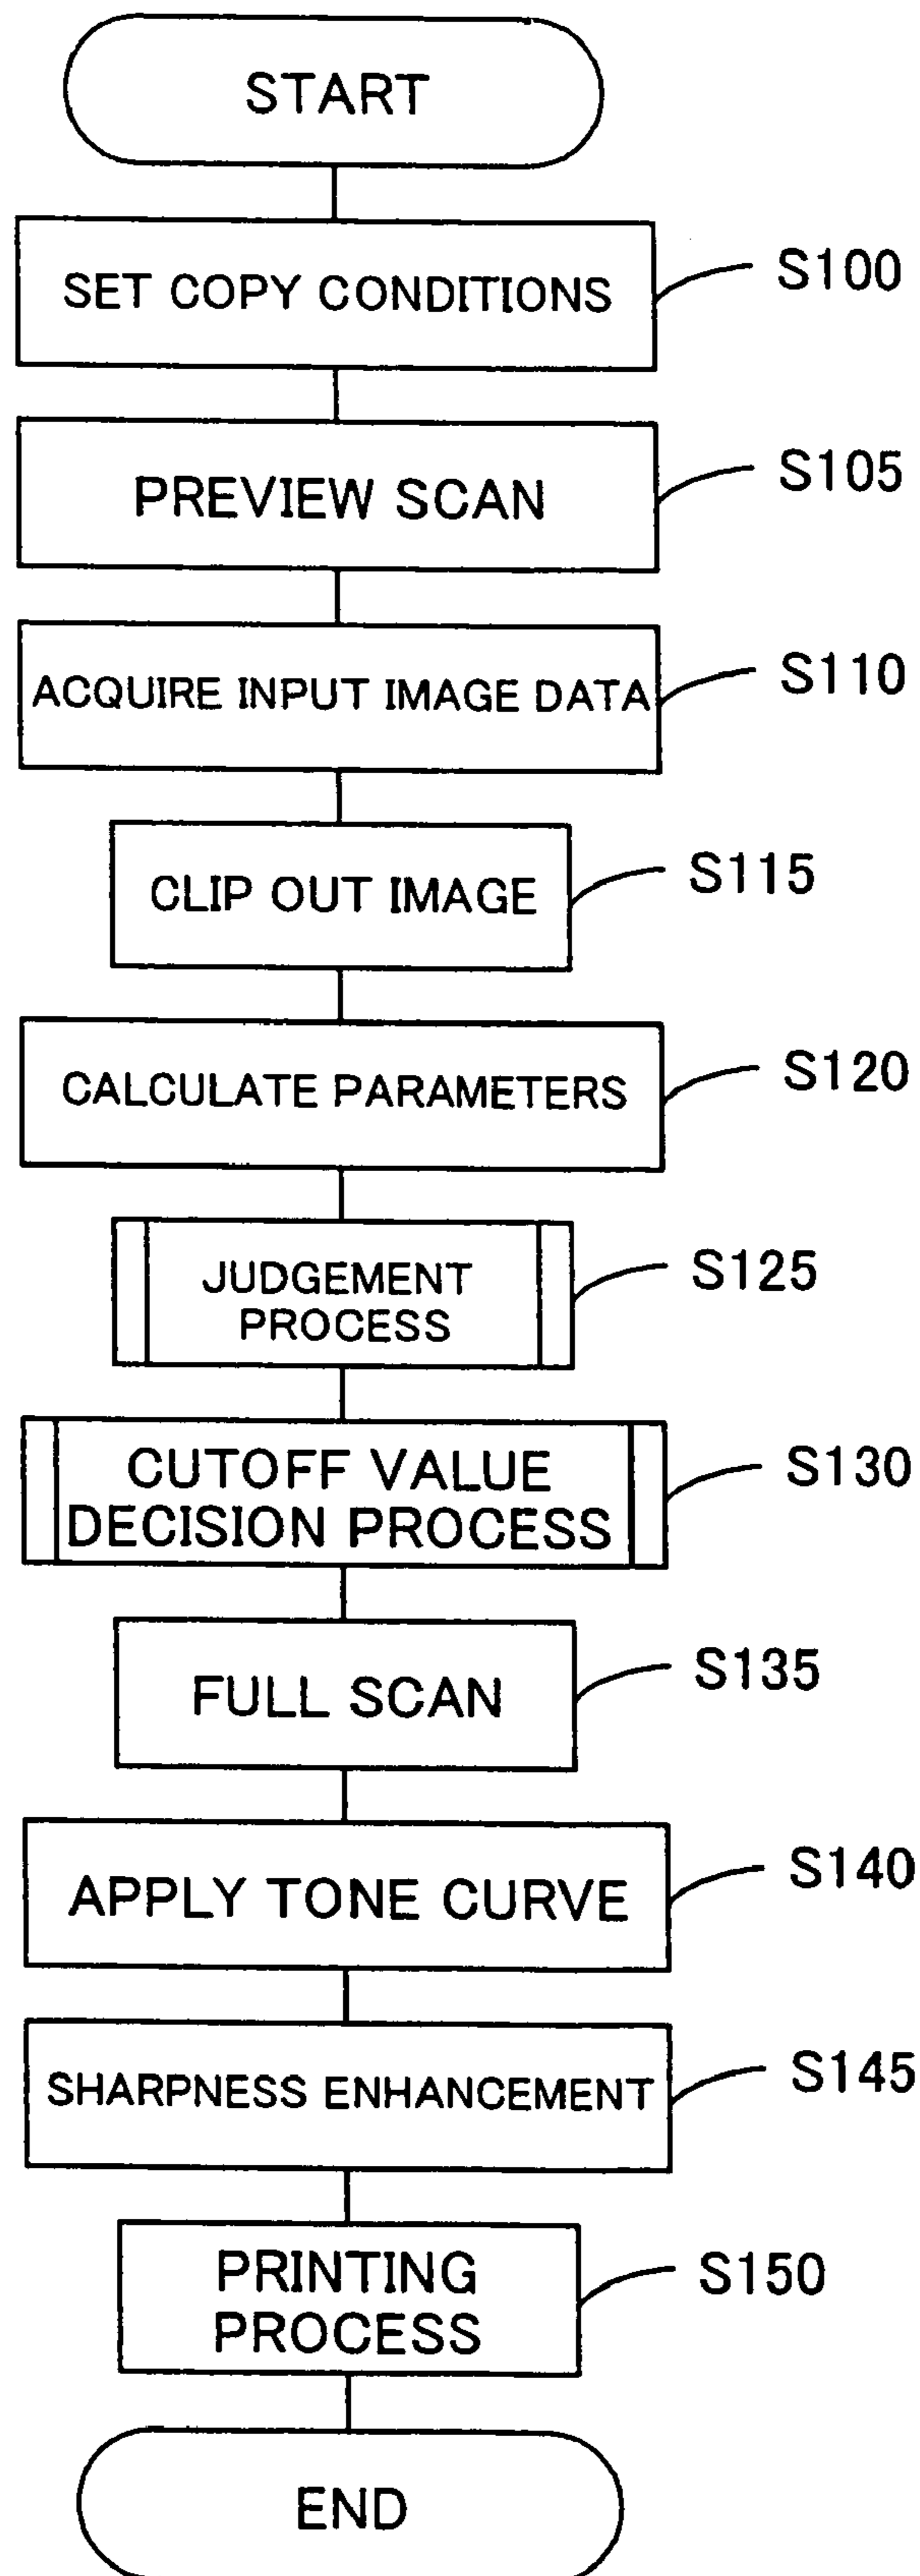 START
SET COPY CONDITIONS
S100
PREVIEW SCAN
S105
ACQUIRE INPUT IMAGE DATA
S110
CLIP OUT IMAGE
S115
CALCULATE PARAMETERS
S120
JUDGEMENT
PROCESS
S125
CUTOFF VALUE
DECISION PROCESS
S130
FULL SCAN
S135
APPLY TONE CURVE
S140
SHARPNESS ENHANCEMENT
S145
PRINTING
PROCESS
S150
END